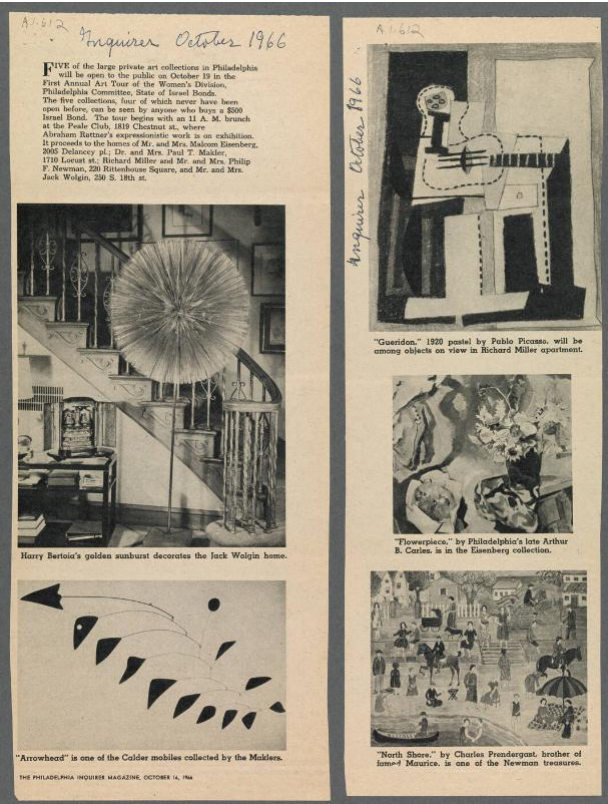 A.1.612
Inquirer October 1966
FIVE of the large private art collections in Philadelphia
will be open to the public on October 19 in the
First Annual Art Tour of the Women's Division,
Philadelphia Committee, State of Israel Bonds.
The five collections, four of which never have been
open before, can be seen by anyone who buys a $500
Israel Bond. The tour begins with an 11 A. M. brunch
at the Peale Club, 1819 Chestnut st., where
Abraham Rattner's expressionistic work is on exhibition.
It proceeds to the homes of Mr. and Mrs. Malcom Eisenberg,
2005 Delancey pl.; Dr. and Mrs. Paul T. Makler,
1710 Locust st.; Richard Miller and Mr. and Mrs. Philip
F. Newman, 220 Rittenhouse Square, and Mr. and Mrs.
Jack Wolgin, 250 S. 18th st.
Harry Bertoia's golden sunburst decorates the Jack Wolgin home.
"Arrowhead" is one of the Calder mobiles collected by the Maklers.
THE PHILADELPHIA INQUIRER MAGAZINE, OCTOBER 16, 1966
A.1.612
Inquirer October 1966
"Gueridon," 1920 pastel by Pablo Picasso, will be
among objects on view in Richard Miller apartment.
"Flowerpiece," by Philadelphia's late Arthur
B. Carles, is in the Eisenberg collection.
"North Shore," by Charles Prendergast, brother of
famed Maurice, is one of the Newman treasures.